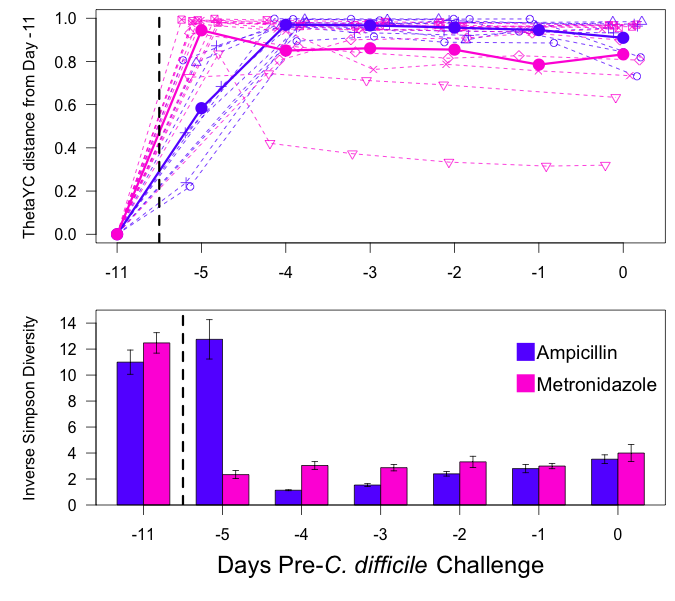 ThetaYC distance from Day -11
1.0
0.8
0.6
0.4
0.2
0.0
-11 -5 -4 -3 -2 -1 0
Inverse Simpson Diversity
14
12
10
8
6
4
2
0
Ampicillin
Metronidazole
-11 -5 -4 -3 -2 -1 0
Days Pre-C. difficile Challenge